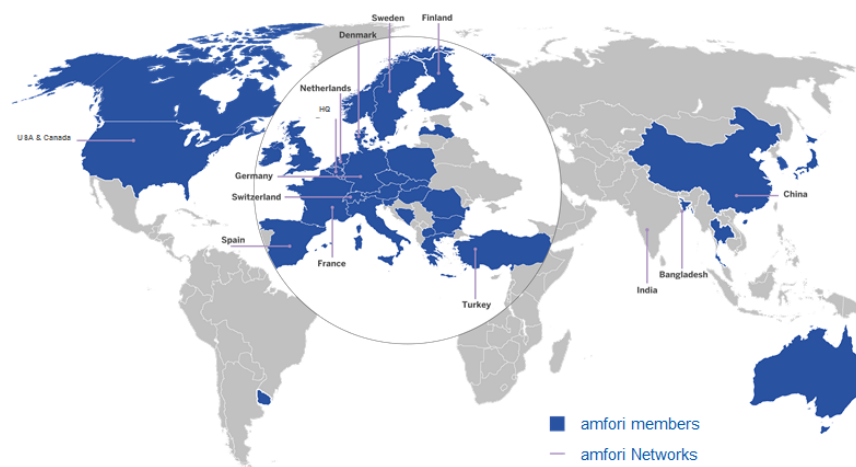 Sweden
Finland
Denmark
Netherlands
HQ
USA & Canada
Germany
Switzerland
Spain
France
Turkey
China
Bangladesh
India
amfori members
amfori Networks